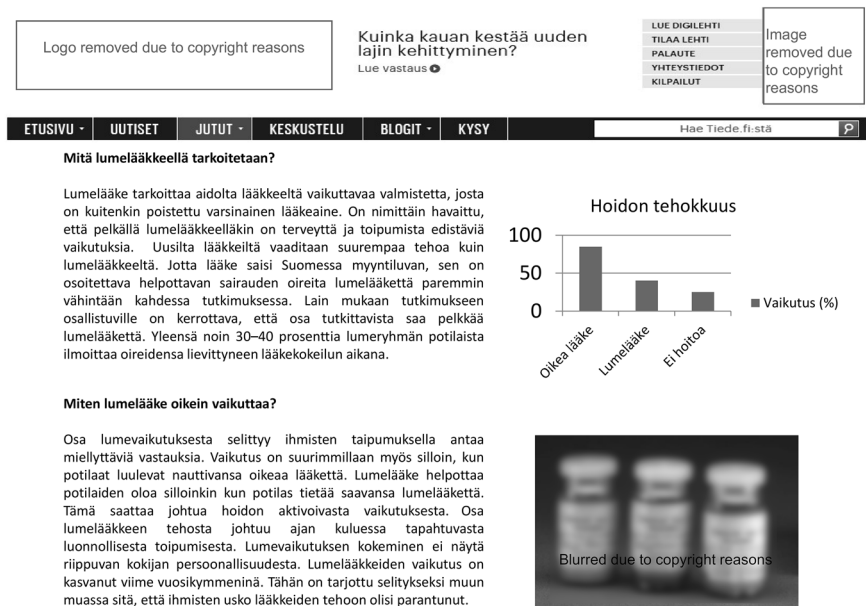 Logo removed due to copyright reasons
Kuinka kauan kestää uuden
lajin kehittyminen?
Lue vastaus
LUE DIGILEHTI
TILAA LEHTI
PALAUTE
YHTEYSTIEDOT
KILPAILUT
Image
removed due
to copyright
reasons
ETUSIVU UUTISET JUTUT KESKUSTELU BLOGIT KYSY Hae Tiede.fi:stä
Mitä lumelääkkeellä tarkoitetaan?
Lumelääke tarkoittaa aidolta lääkkeeltä vaikuttavaa valmistetta, josta
on kuitenkin poistettu varsinainen lääkeaine. On nimittäin havaittu,
että pelkällä lumelääkkeelläkin on terveyttä ja toipumista edistäviä
vaikutuksia. Uusilta lääkkeiltä vaaditaan suurempaa tehoa kuin
lumelääkkeeltä. Jotta lääke saisi Suomessa myyntiluvan, sen on
osoitettava helpottavan sairauden oireita lumelääkettä paremmin
vähintään kahdessa tutkimuksessa. Lain mukaan tutkimukseen
osallistuville on kerrottava, että osa tutkittavista saa pelkkää
lumelääkettä. Yleensä noin 30–40 prosenttia lumeryhmän potilaista
ilmoittaa oireidensa lievittyneen lääkekokeilun aikana.
Hoidon tehokkuus
100
50
0
Oikea lääke
Lumelääke
Ei hoitoa
Vaikutus (%)
Miten lumelääke oikein vaikuttaa?
Osa lumevaikutuksesta selittyy ihmisten taipumuksella antaa
miellyttäviä vastauksia. Vaikutus on suurimmillaan myös silloin, kun
potilaat luulevat nauttivansa oikeaa lääkettä. Lumelääke helpottaa
potilaiden oloa silloinkin kun potilas tietää saavansa lumelääkettä.
Tämä saattaa johtua hoidon aktivoivasta vaikutuksesta. Osa
lumelääkkeen tehosta johtuu ajan kuluessa tapahtuvasta
luonnollisesta toipumisesta. Lumevaikutuksen kokeminen ei näytä
riippuvan kokijan persoonallisuudesta. Lumelääkkeiden vaikutus on
kasvanut viime vuosikymmeninä. Tähän on tarjottu selitykseksi muun
muassa sitä, että ihmisten usko lääkkeiden tehoon olisi parantunut.
Blurred due to copyright reasons